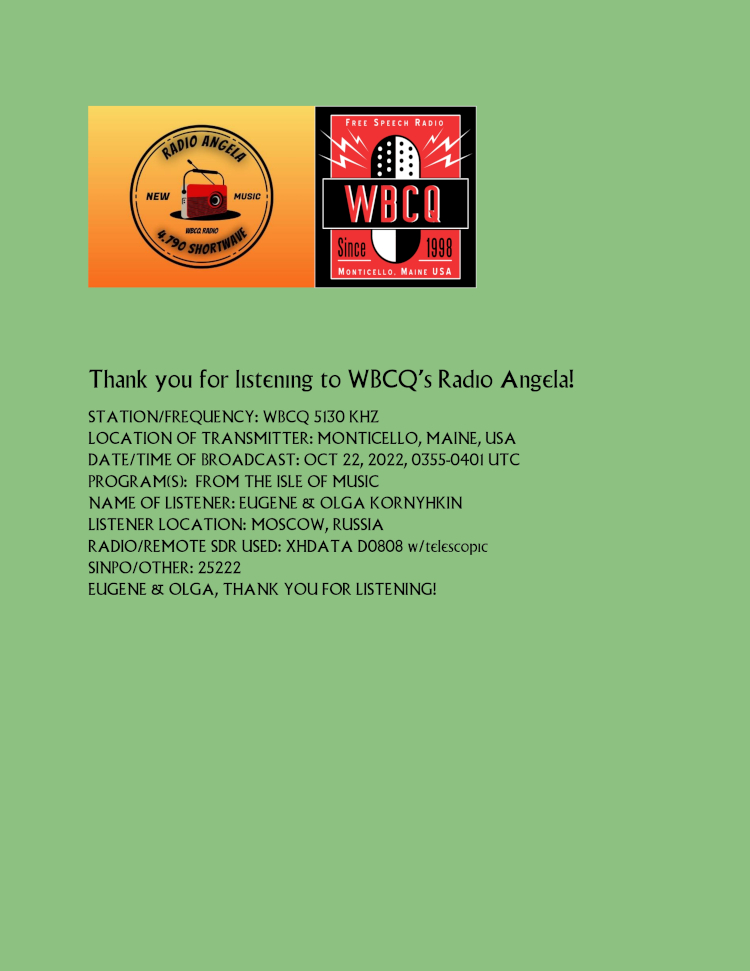 RADIO ANGELA
NEW MUSIC
WBCQ RADIO
4.790 SHORTWAVE
FREE SPEECH RADIO
WBCQ
Since 1998
MONTICELLO, MAINE USA
Thank you for listening to WBCQ's Radio Angela!
STATION/FREQUENCY: WBCQ 5130 KHZ
LOCATION OF TRANSMITTER: MONTICELLO, MAINE, USA
DATE/TIME OF BROADCAST: OCT 22, 2022, 0355-0401 UTC
PROGRAM(S):  FROM THE ISLE OF MUSIC
NAME OF LISTENER: EUGENE & OLGA KORNYHKIN
LISTENER LOCATION: MOSCOW, RUSSIA
RADIO/REMOTE SDR USED: XHDATA D0808 w/telescopic
SINPO/OTHER: 25222
EUGENE & OLGA, THANK YOU FOR LISTENING!